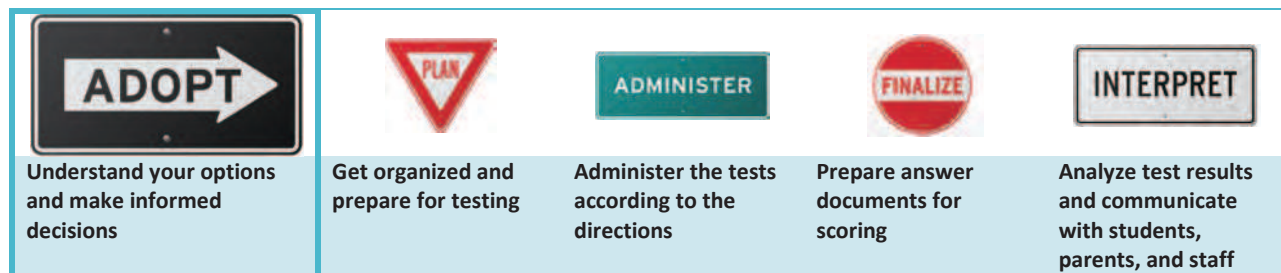 ADOPT
Understand your options
and make informed
decisions
PLAN
Get organized and
prepare for testing
ADMINISTER
Administer the tests
according to the
directions
FINALIZE
Prepare answer
documents for
scoring
INTERPRET
Analyze test results
and communicate
with students,
parents, and staff